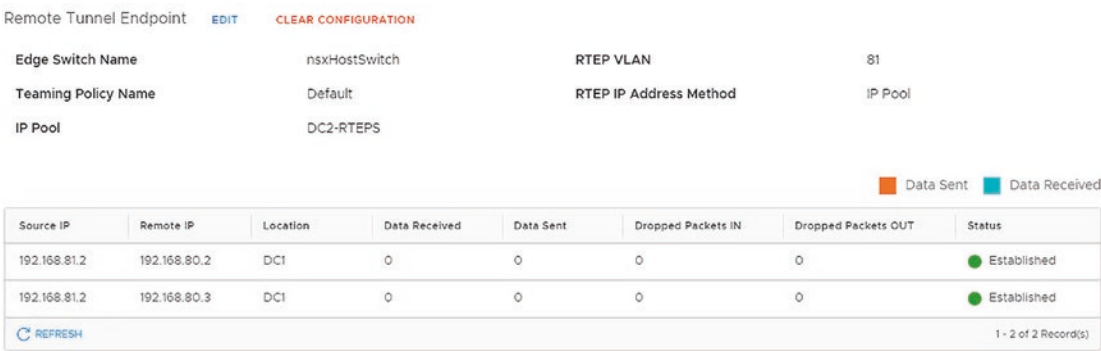 Remote Tunnel Endpoint EDIT CLEAR CONFIGURATION
Edge Switch Name nsxHostSwitch RTEP VLAN 81
Teaming Policy Name Default RTEP IP Address Method IP Pool
IP Pool DC2-RTEPS
Data Sent Data Received
Source IP Remote IP Location Data Received Data Sent Dropped Packets IN Dropped Packets OUT Status
192.168.81.2 192.168.80.2 DC1 0 0 0 0 Established
192.168.81.2 192.168.80.3 DC1 0 0 0 0 Established
REFRESH 1 - 2 of 2 Record(s)